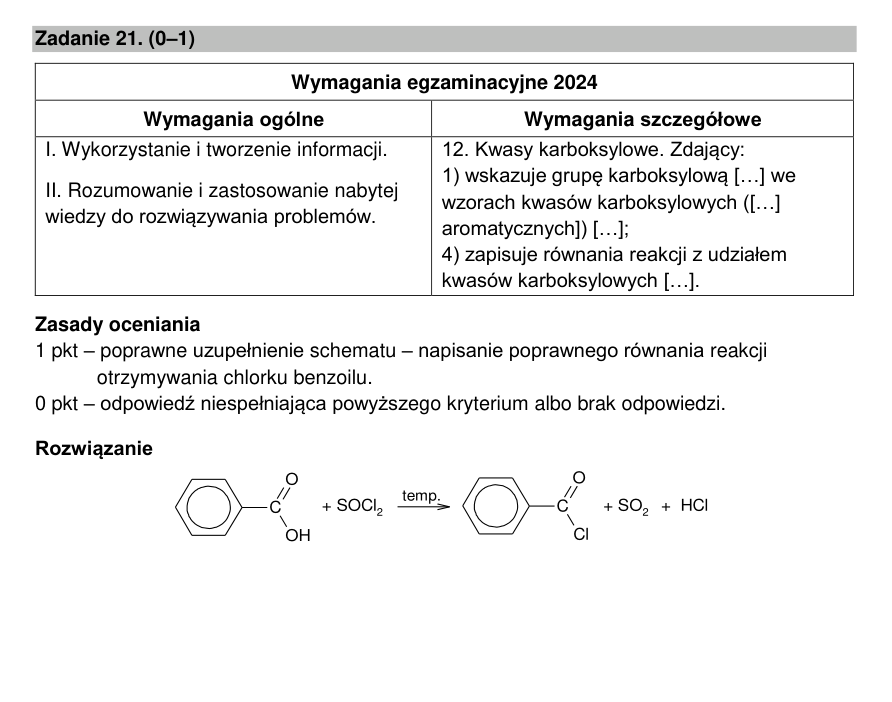 Zadanie 21. (0–1)
Wymagania egzaminacyjne 2024
Wymagania ogólne
Wymagania szczegółowe
I. Wykorzystanie i tworzenie informacji.
II. Rozumowanie i zastosowanie nabytej
wiedzy do rozwiązywania problemów.
12. Kwasy karboksylowe. Zdający:
1) wskazuje grupę karboksylową […] we
wzorach kwasów karboksylowych ([…]
aromatycznych]) […];
4) zapisuje równania reakcji z udziałem
kwasów karboksylowych […].
Zasady oceniania
1 pkt – poprawne uzupełnienie schematu – napisanie poprawnego równania reakcji
otrzymywania chlorku benzoilu.
0 pkt – odpowiedź niespełniająca powyższego kryterium albo brak odpowiedzi.
Rozwiązanie
O
C
OH
+ SOCl2
temp.
O
C
Cl
+ SO2 + HCl